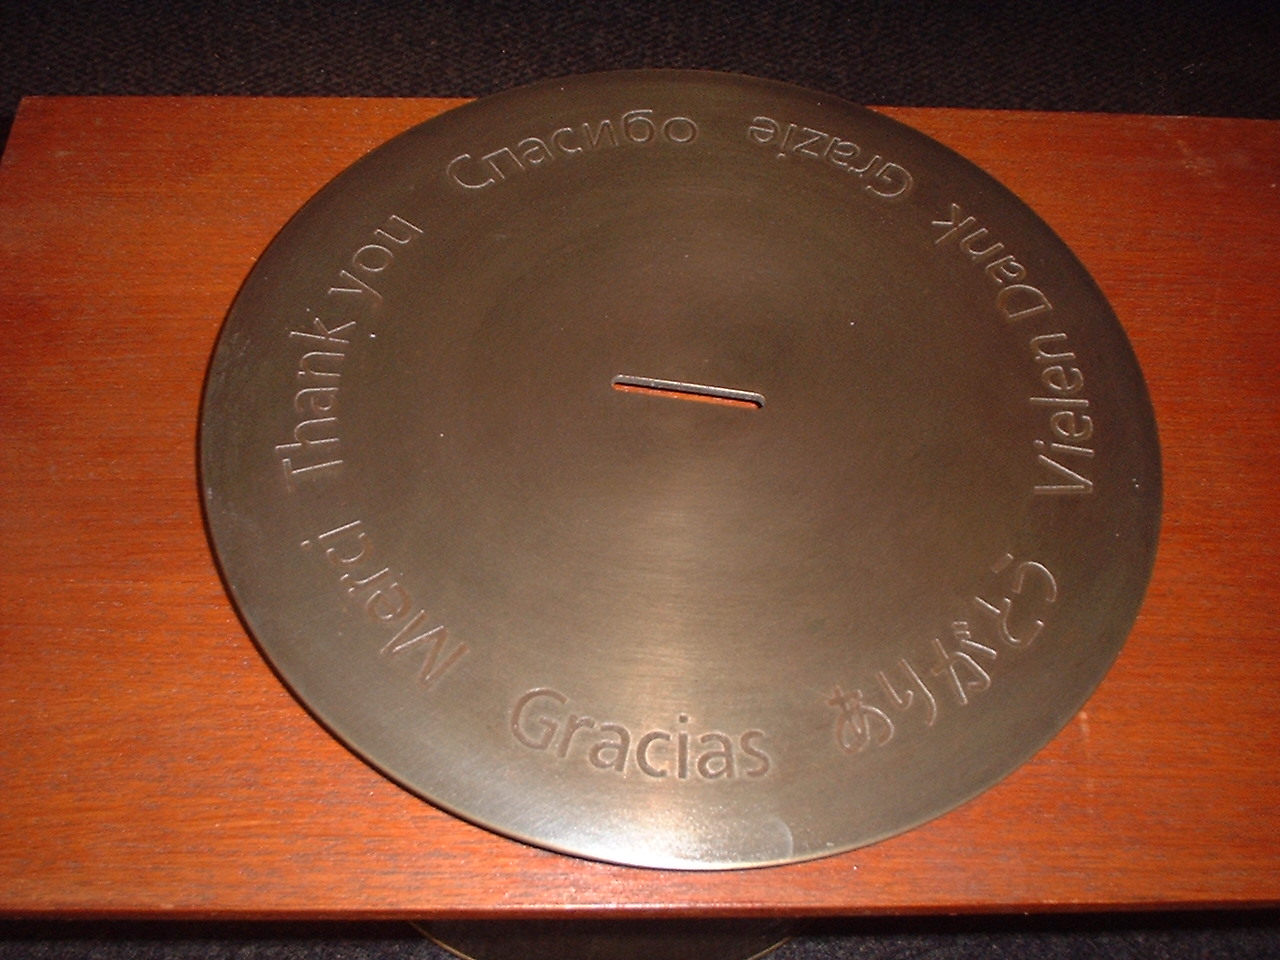 Thank you
Спасибо
Grazie
Vielen Dank
ありがとう
Gracias
Merci